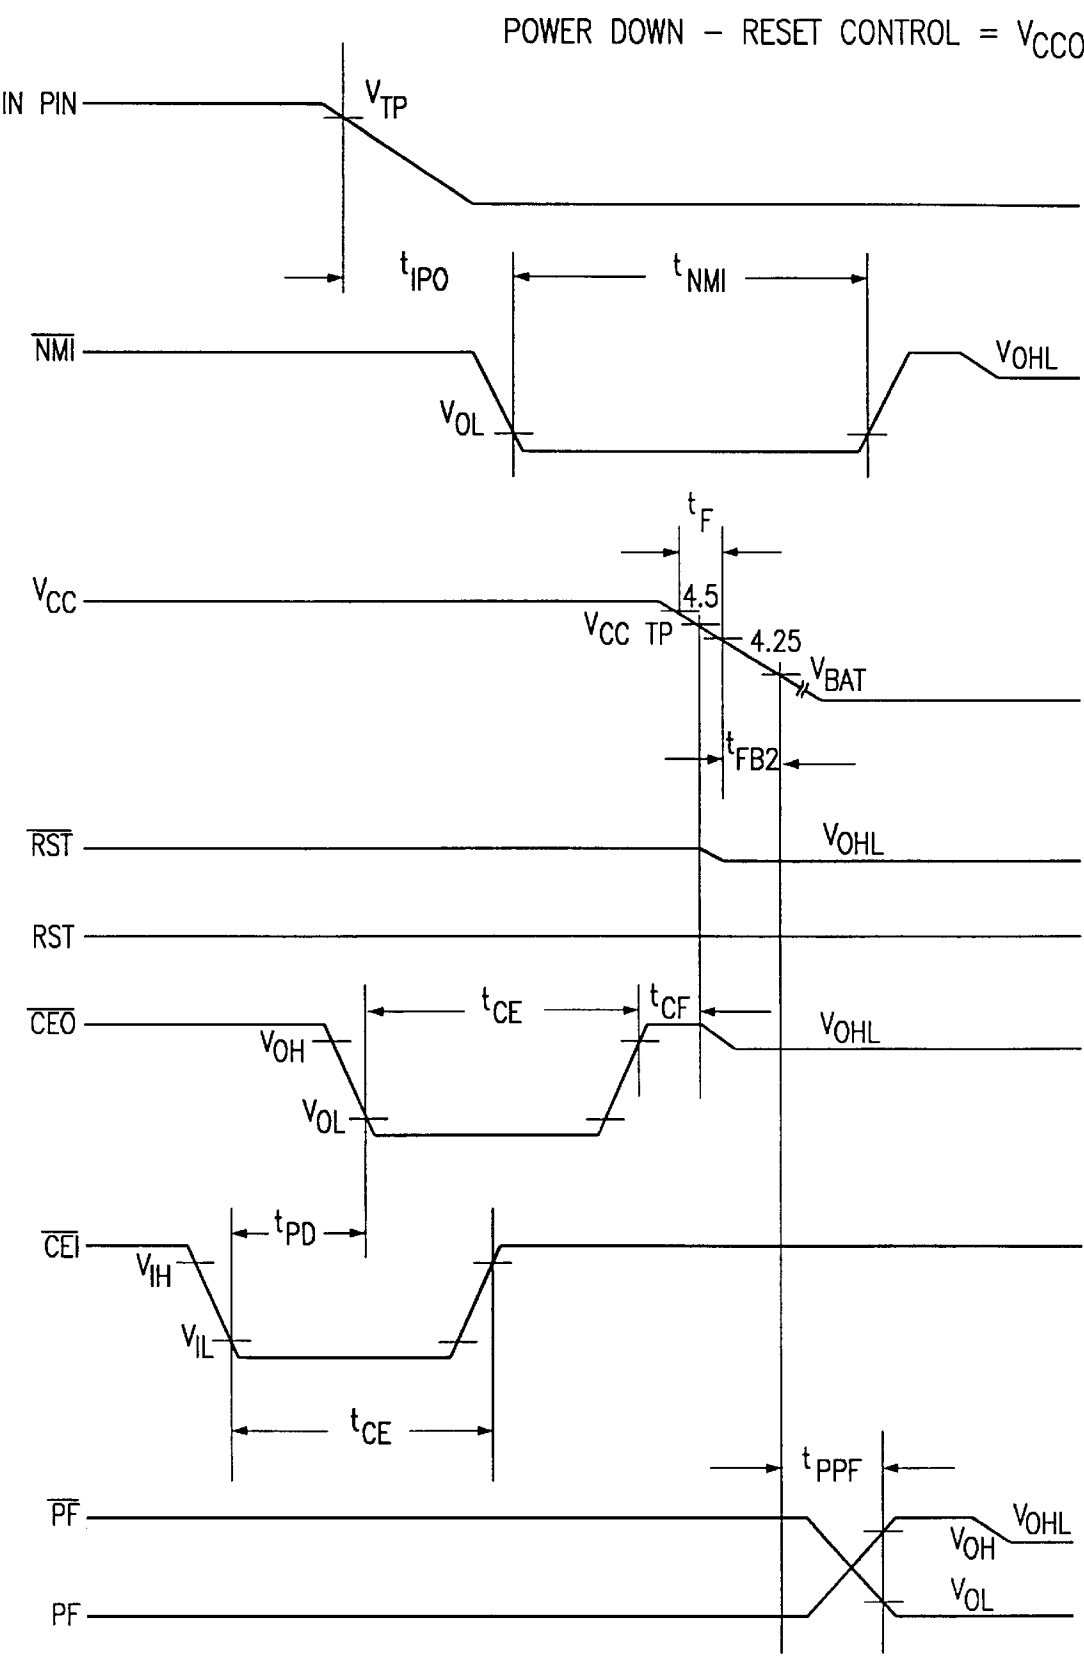 POWER DOWN – RESET CONTROL = VCCO
IN PIN
VTP
tIPO
tNMI
NMI
VOHL
VOL
tF
VCC
4.5
VCC TP
4.25
VBAT
tFB2
RST
VOHL
RST
tCE
tCF
CEO
VOH
VOHL
VOL
tPD
CEI
VIH
VIL
tCE
tPPF
PF
VOHL
VOH
VOL
PF